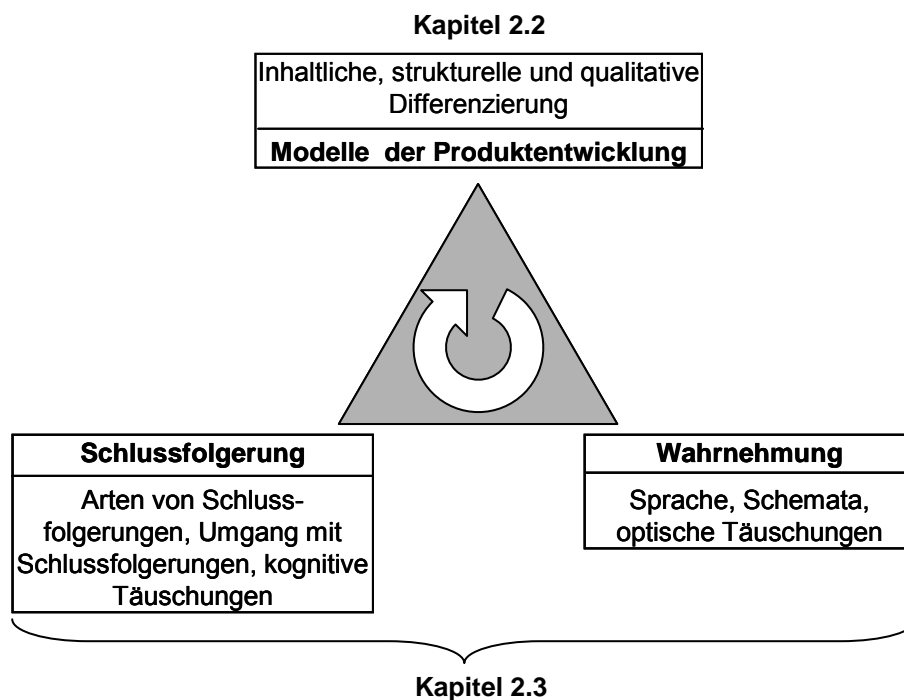 Kapitel 2.2
Inhaltliche, strukturelle und qualitative
Differenzierung
Modelle der Produktentwicklung
Schlussfolgerung
Arten von Schluss-
folgerungen, Umgang mit
Schlussfolgerungen, kognitive
Täuschungen
Wahrnehmung
Sprache, Schemata,
optische Täuschungen
Kapitel 2.3